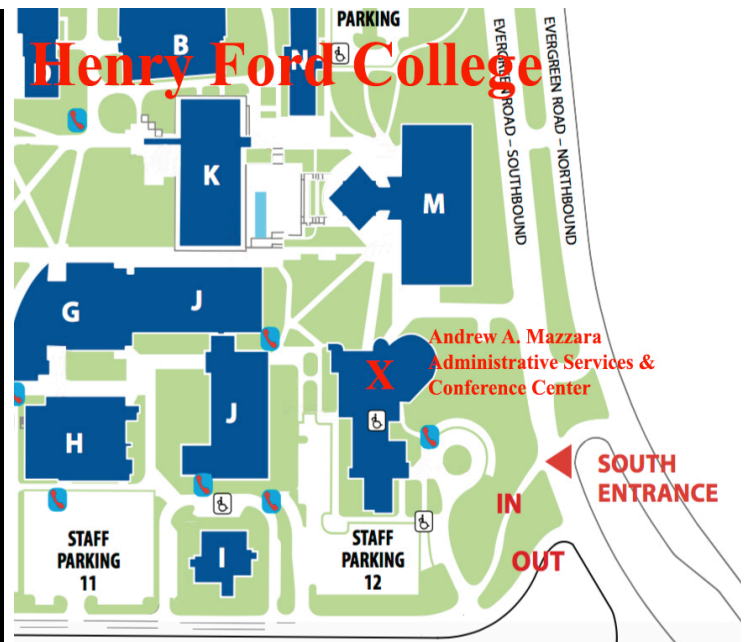 PARKING
B
N
D
Henry Ford College
EVERGREEN ROAD – SOUTHBOUND
EVERGREEN ROAD – NORTHBOUND
K
M
G
J
Andrew A. Mazzara
Administrative Services &
Conference Center
X
H
J
SOUTH
ENTRANCE
IN
OUT
STAFF
PARKING
11
I
STAFF
PARKING
12